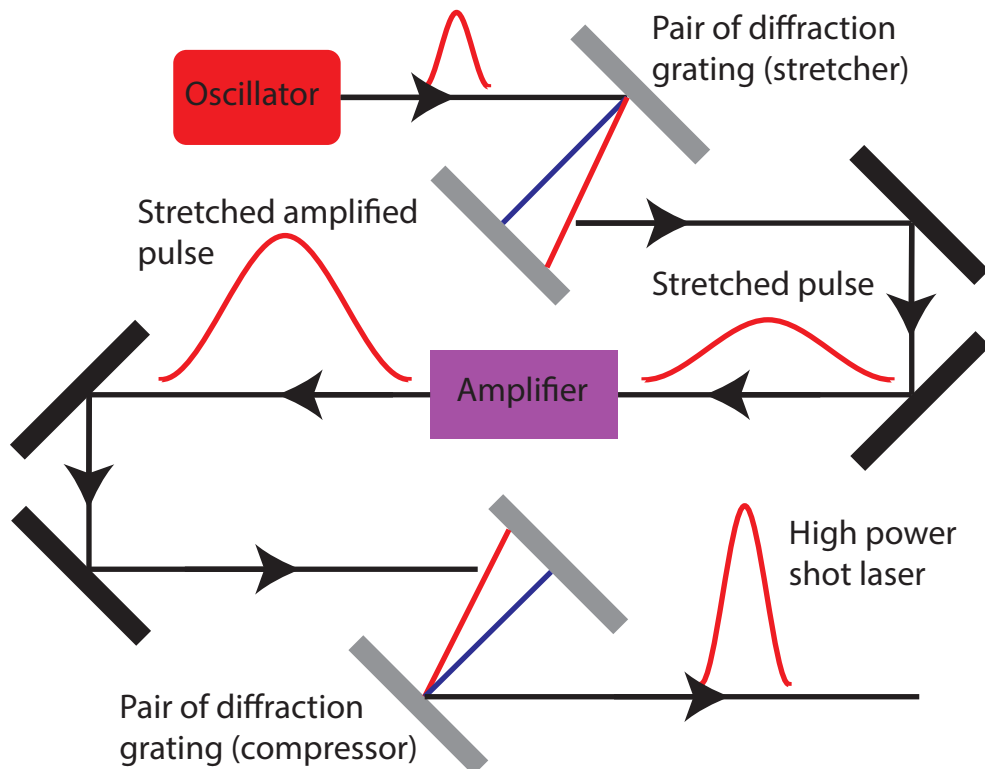 Pair of diffraction
grating (stretcher)
Oscillator
Stretched amplified
pulse
Stretched pulse
Amplifier
High power
shot laser
Pair of diffraction
grating (compressor)